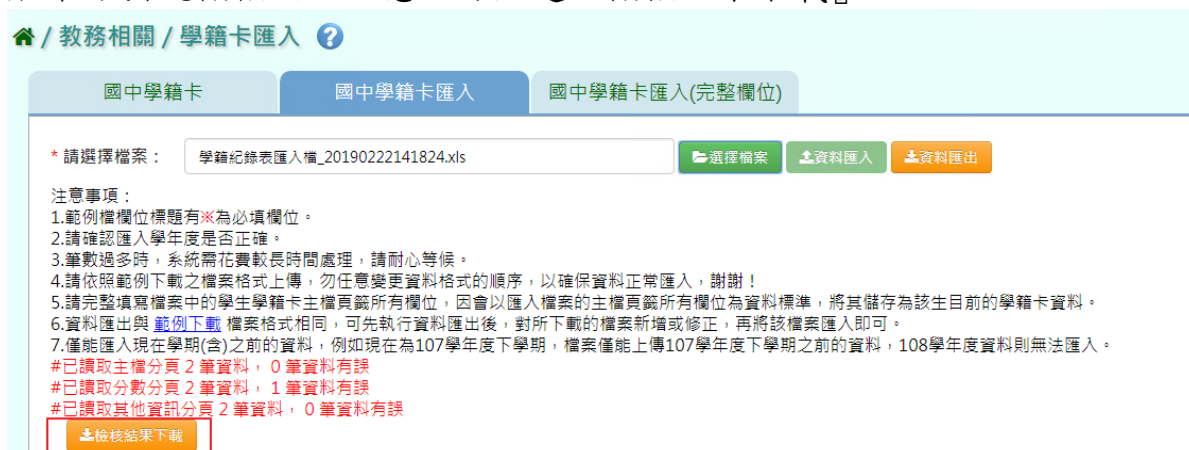 / 教務相關 / 學籍卡匯入 ?
國中學籍卡 國中學籍卡匯入 國中學籍卡匯入(完整欄位)
*請選擇檔案： 學籍紀錄表匯入檔_20190222141824.xls 選擇檔案 資料匯入 資料匯出
注意事項：
1.範例檔欄位標題有※為必填欄位。
2.請確認匯入學年度是否正確。
3.筆數過多時，系統需花費較長時間處理，請耐心等候。
4.請依照範例下載之檔案格式上傳，勿任意變更資料格式的順序，以確保資料正常匯入，謝謝！
5.請完整填寫檔案中的學生學籍卡主檔頁籤所有欄位，因會以匯入檔案的主檔頁籤所有欄位為資料標準，將其儲存為該生目前的學籍卡資料。
6.資料匯出與 範例下載 檔案格式相同，可先執行資料匯出後，對所下載的檔案新增或修正，再將該檔案匯入即可。
7.僅能匯入現在學期(含)之前的資料，例如現在為107學年度下學期，檔案僅能上傳107學年度下學期之前的資料，108學年度資料則無法匯入。
#已讀取主檔分頁 2 筆資料， 0 筆資料有誤
#已讀取分數分頁 2 筆資料， 1 筆資料有誤
#已讀取其他資訊分頁 2 筆資料， 0 筆資料有誤
檢核結果下載